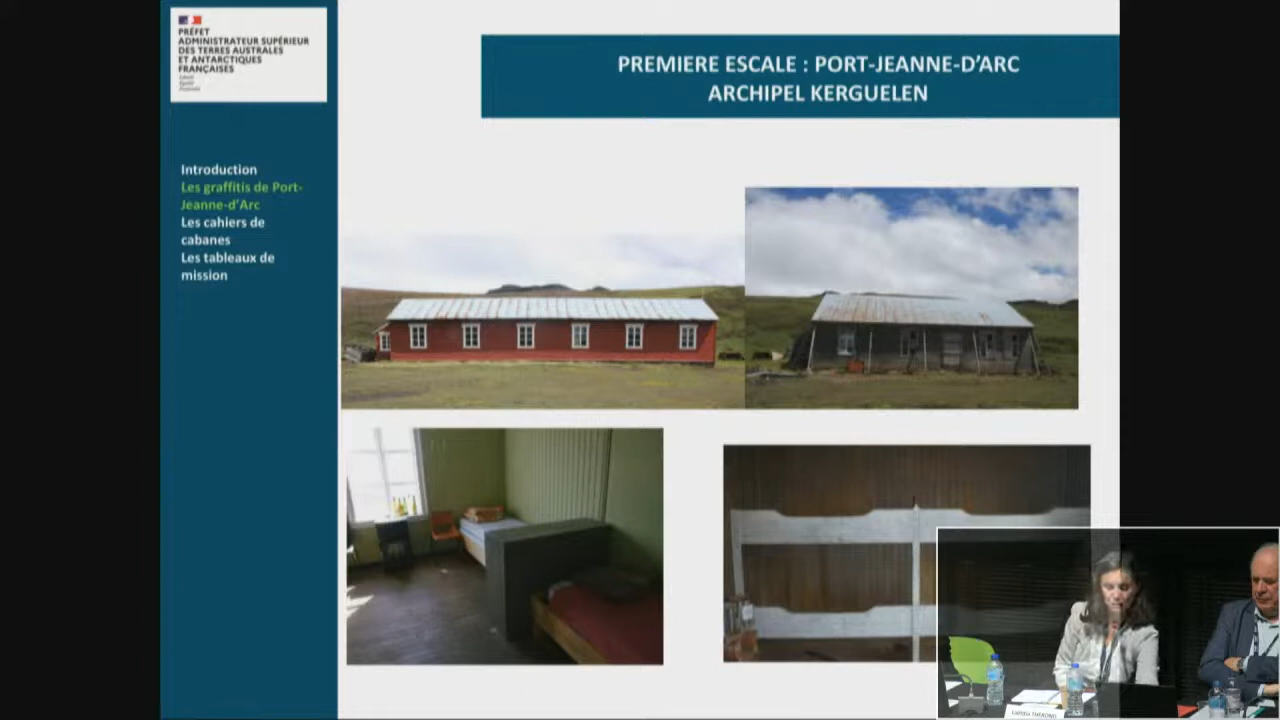 PRÉFET
ADMINISTRATEUR SUPÉRIEUR
DES TERRES AUSTRALES
ET ANTARCTIQUES
FRANÇAISES
PREMIERE ESCALE : PORT-JEANNE-D'ARC
ARCHIPEL KERGUELEN
Introduction
Les graffitis de Port-
Jeanne-d'Arc
Les cahiers de
cabanes
Les tableaux de
mission